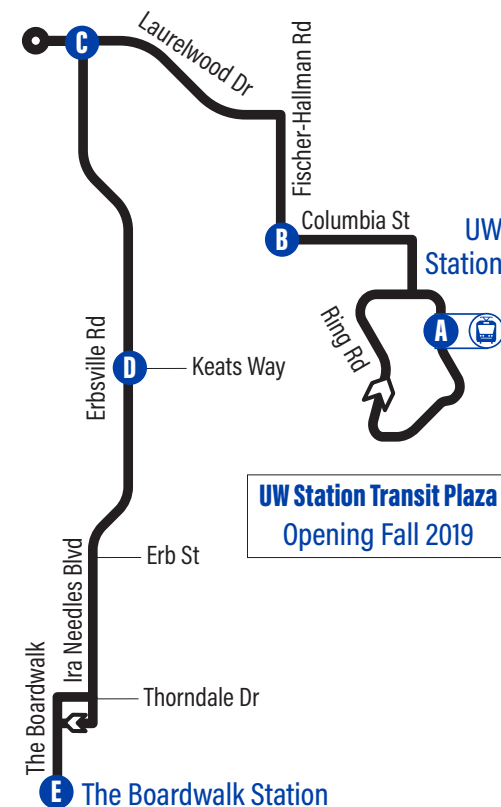 C
Laurelwood Dr
Fischer-Hallman Rd
B
Columbia St
UW
Station
A
Ring Rd
Erbsville Rd
D
Keats Way
UW Station Transit Plaza
Opening Fall 2019
Ira Needles Blvd
Erb St
The Boardwalk
Thorndale Dr
E
The Boardwalk Station